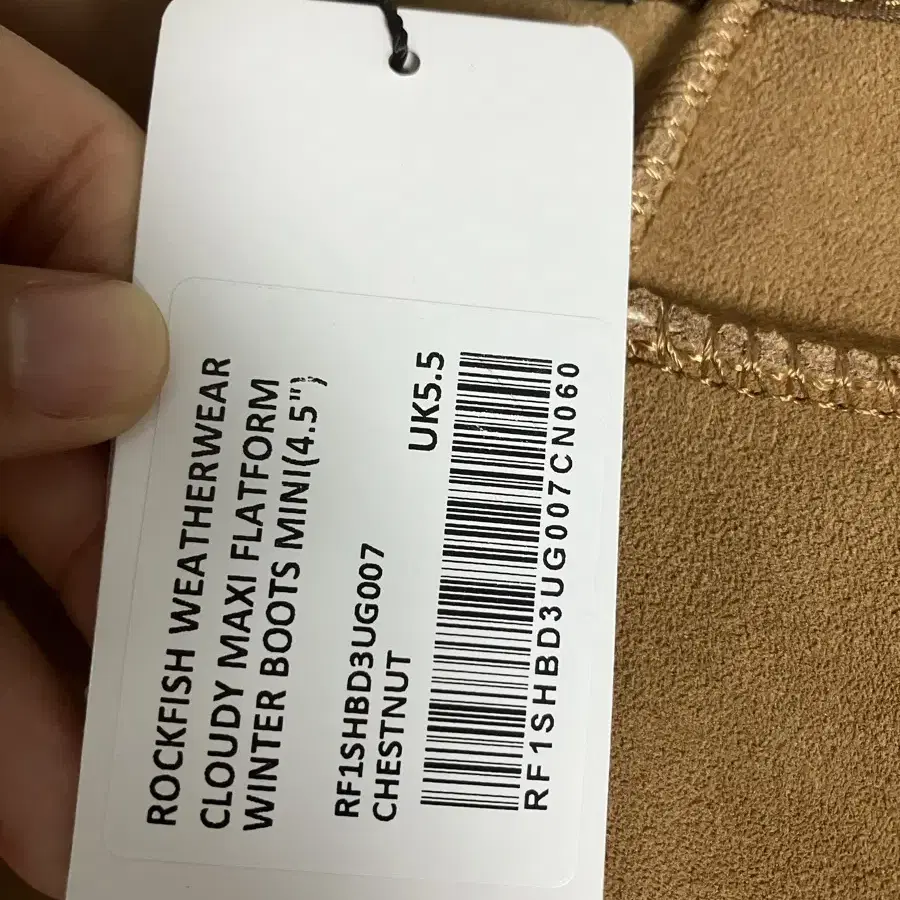 ROCKFISH WEATHERWEAR
CLOUDY MAXI FLATFORM
WINTER BOOTS MINI(4.5")
RF1SHBD3UG007
CHESTNUT
UK5.5
RF1SHBD3UG007CN060